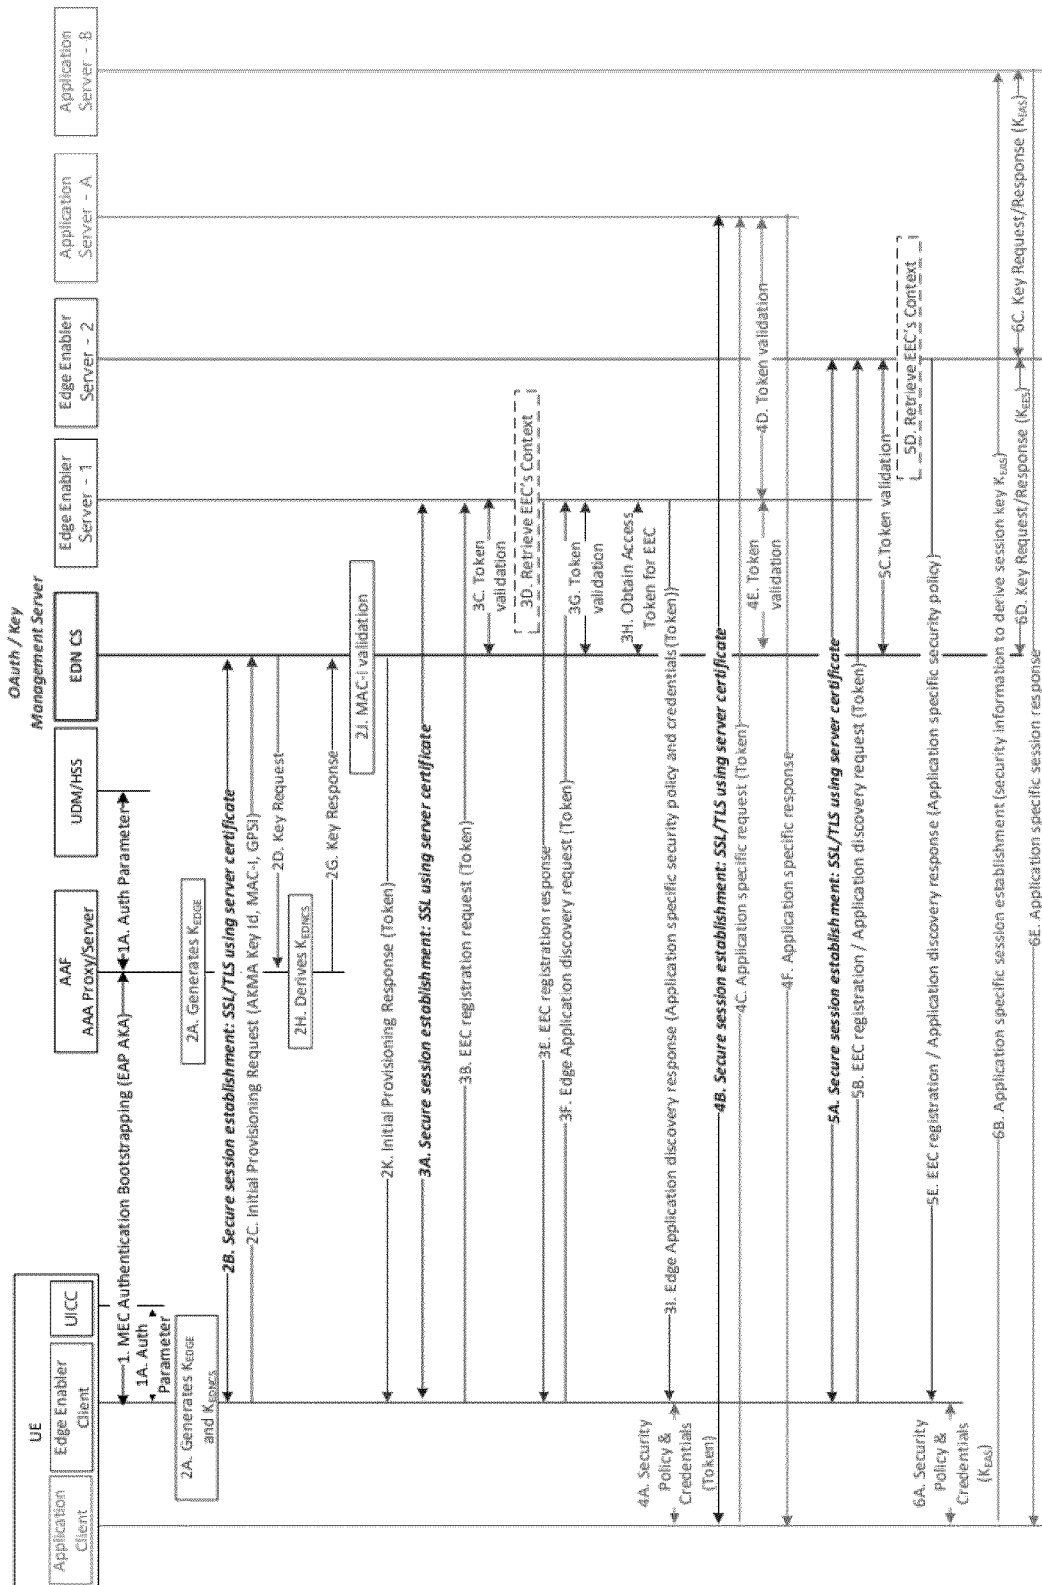 UE
Application
Client
Edge Enabler
Client
UICC
AAF
AAA Proxy/Server
UDM/HSS
OAuth / Key
Management Server
EDN CS
Edge Enabler
Server - 1
Edge Enabler
Server - 2
Application
Server - A
Application
Server - B
1. MEC Authentication Bootstrapping (EAP AKA)
1A. Auth Parameter
1A. Auth
Parameter
2A. Generates KEDGE
and KEDNCS
2A. Generates KEDGE
2B. Secure session establishment: SSL/TLS using server certificate
2C. Initial Provisioning Request (AKMA Key Id, MAC-I, GPSI)
2D. Key Request
2H. Derives KEDNCS
2G. Key Response
2J. MAC-I validation
2K. Initial Provisioning Response (Token)
3A. Secure session establishment: SSL using server certificate
3B. EEC registration request (Token)
3C. Token
validation
3D. Retrieve EEC's Context
3E. EEC registration response
3F. Edge Application discovery request (Token)
3G. Token
validation
3H. Obtain Access
Token for EEC
3I. Edge Application discovery response (Application specific security policy and credentials(Token))
4A. Security
Policy &
Credentials
(Token)
4B. Secure session establishment: SSL/TLS using server certificate
4C. Application specific request (Token)
4D. Token validation
4E. Token
validation
4F. Application specific response
5A. Secure session establishment: SSL/TLS using server certificate
5B. EEC registration / Application discovery request (Token)
5C.Token validation
5D. Retrieve EEC's Context
5E. EEC registration / Application discovery response (Application specific security policy)
6A. Security
Policy &
Credentials
(KEAS)
6B. Application specific session establishment (security information to derive session key KEAS)
6C. Key Request/Response (KEAS)
6D. Key Request/Response (KEES)
6E. Application specific session response